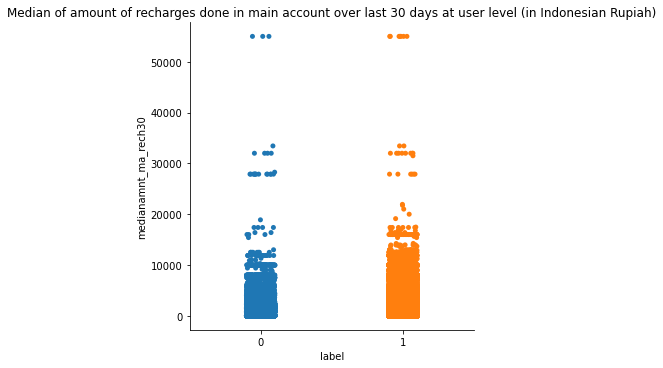 Median of amount of recharges done in main account over last 30 days at user level (in Indonesian Rupiah)
50000
40000
30000
20000
10000
0
medianamnt_ma_rech30
0
1
label